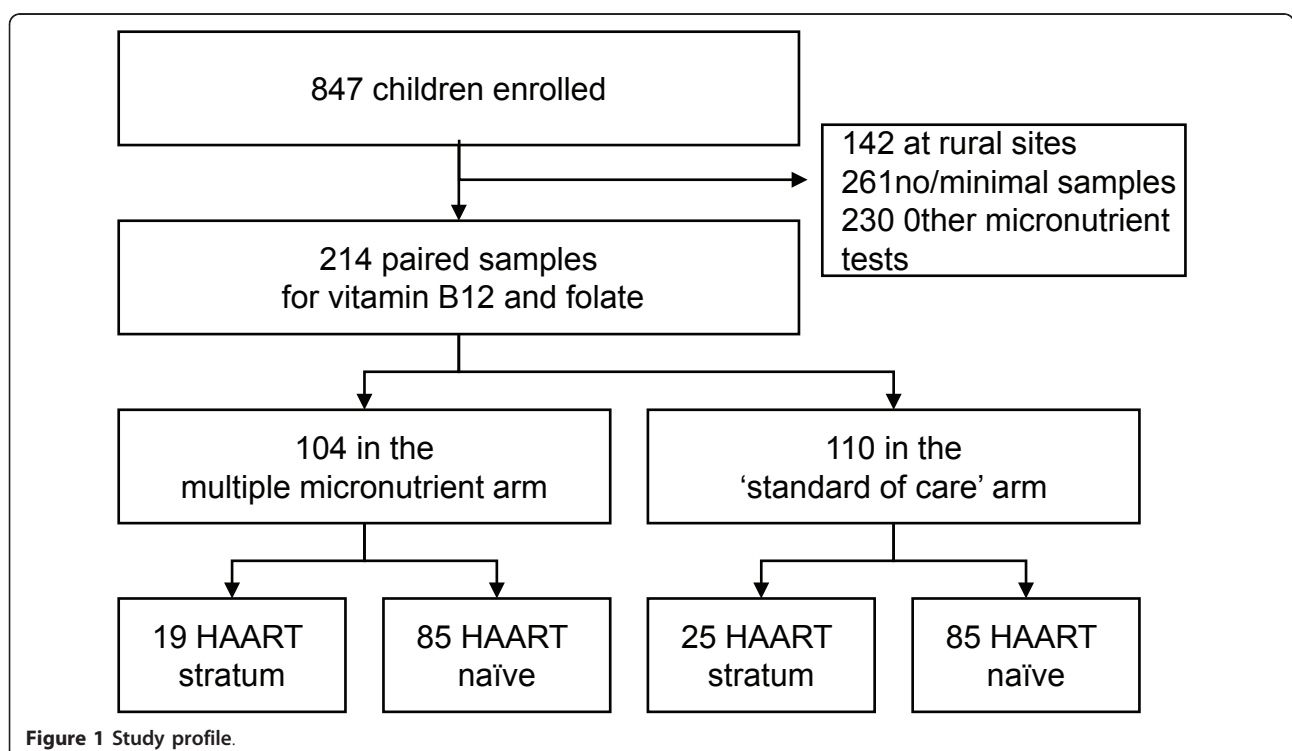 847 children enrolled
142 at rural sites
261no/minimal samples
230 0ther micronutrient
tests
214 paired samples
for vitamin B12 and folate
104 in the
multiple micronutrient arm
110 in the
‘standard of care’ arm
19 HAART
stratum
85 HAART
naïve
25 HAART
stratum
85 HAART
naïve
Figure 1 Study profile.